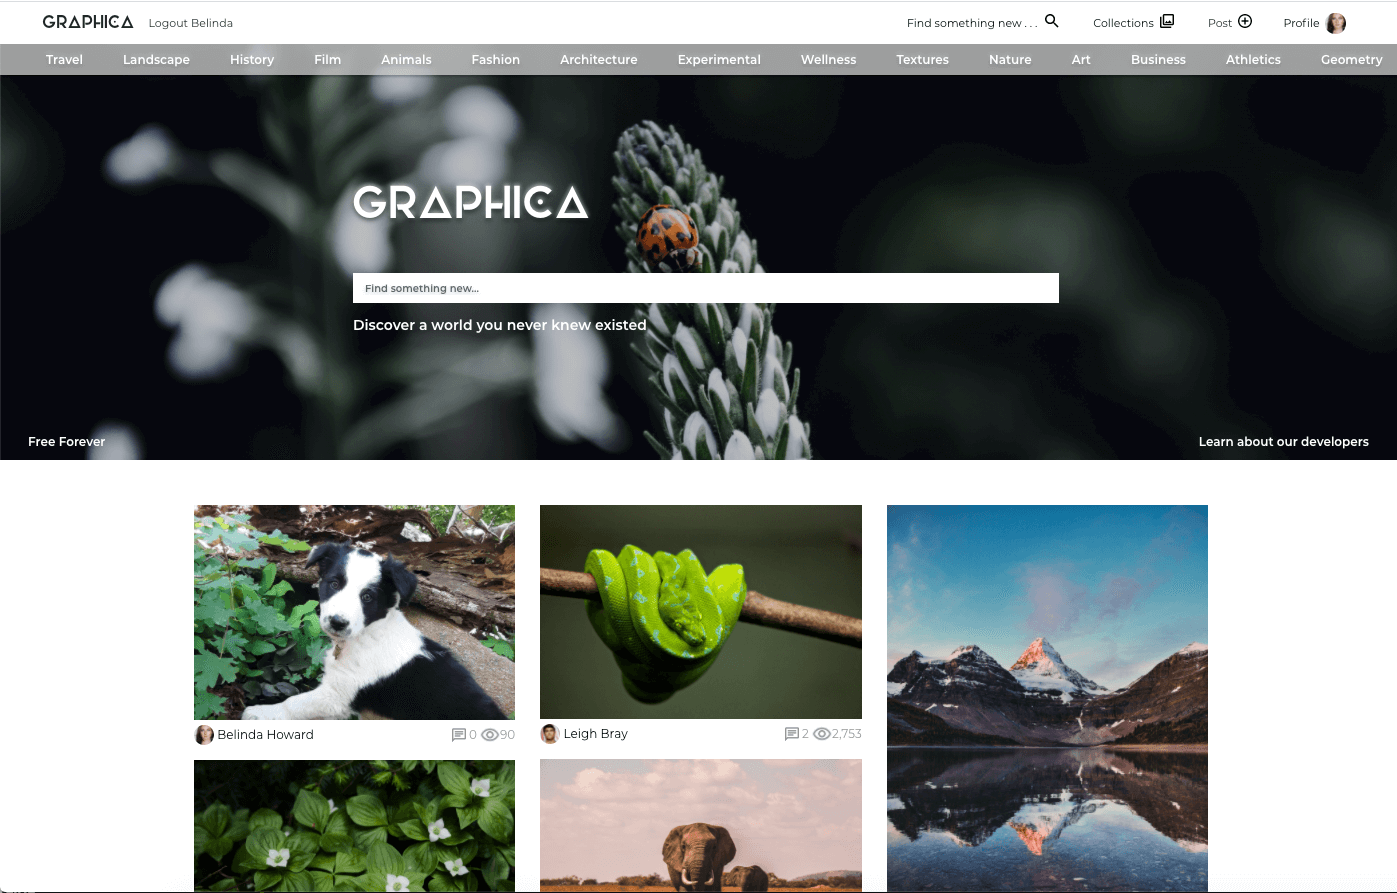 GRAPHICA Logout Belinda Find something new . . . Collections Post Profile
Travel Landscape History Film Animals Fashion Architecture Experimental Wellness Textures Nature Art Business Athletics Geometry
GRAPHICA
Find something new...
Discover a world you never knew existed
Free Forever Learn about our developers
Belinda Howard 0 90
Leigh Bray 2 2,753